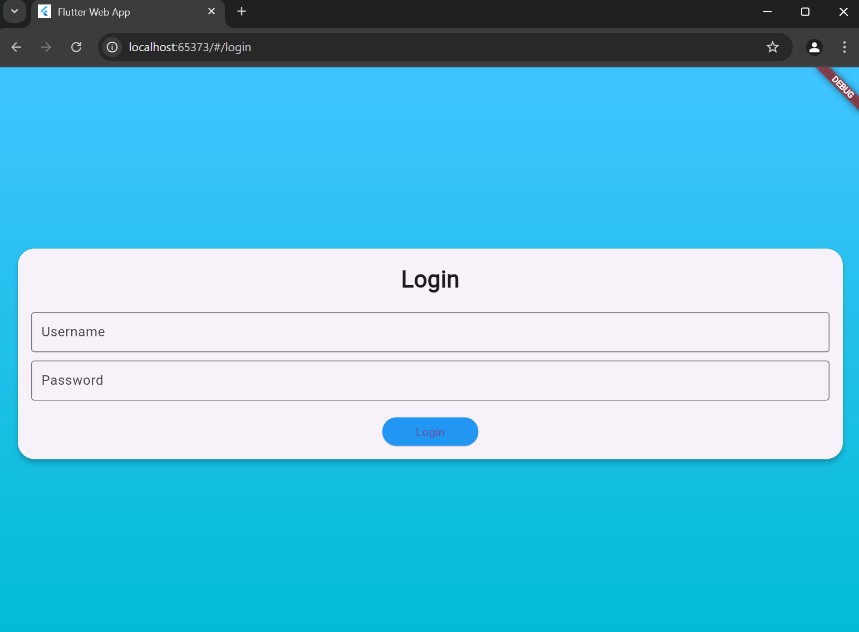 Flutter Web App
localhost:65373/#/login
DEBUG
Login
Username
Password
Login